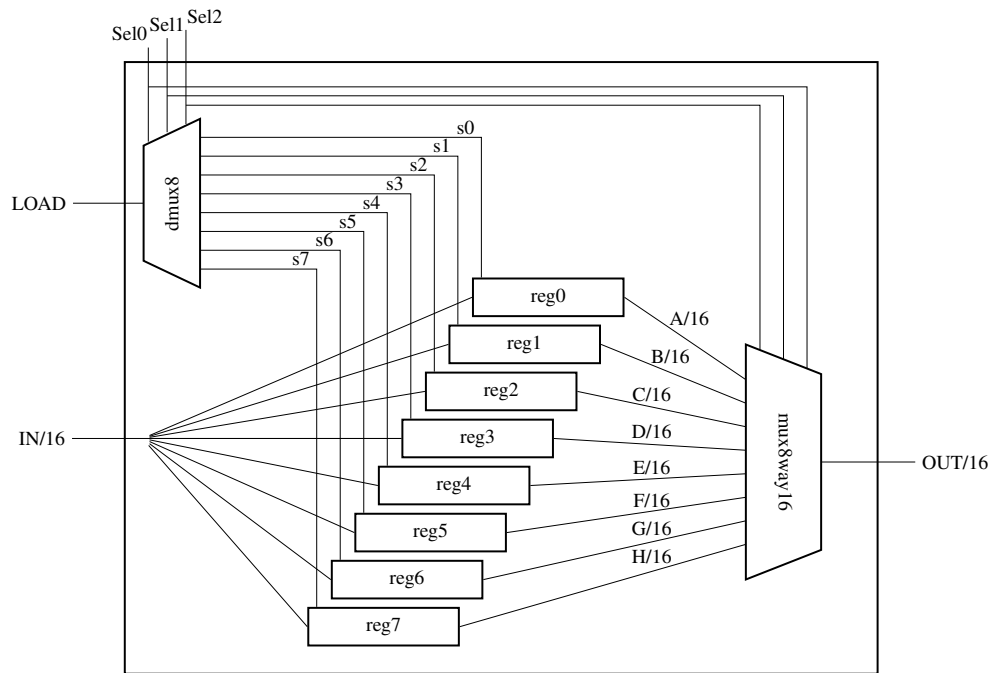 Sel0
Sel1
Sel2
LOAD
dmux8
s0
s1
s2
s3
s4
s5
s6
s7
IN/16
reg0
reg1
reg2
reg3
reg4
reg5
reg6
reg7
A/16
B/16
C/16
D/16
E/16
F/16
G/16
H/16
mux8way16
OUT/16